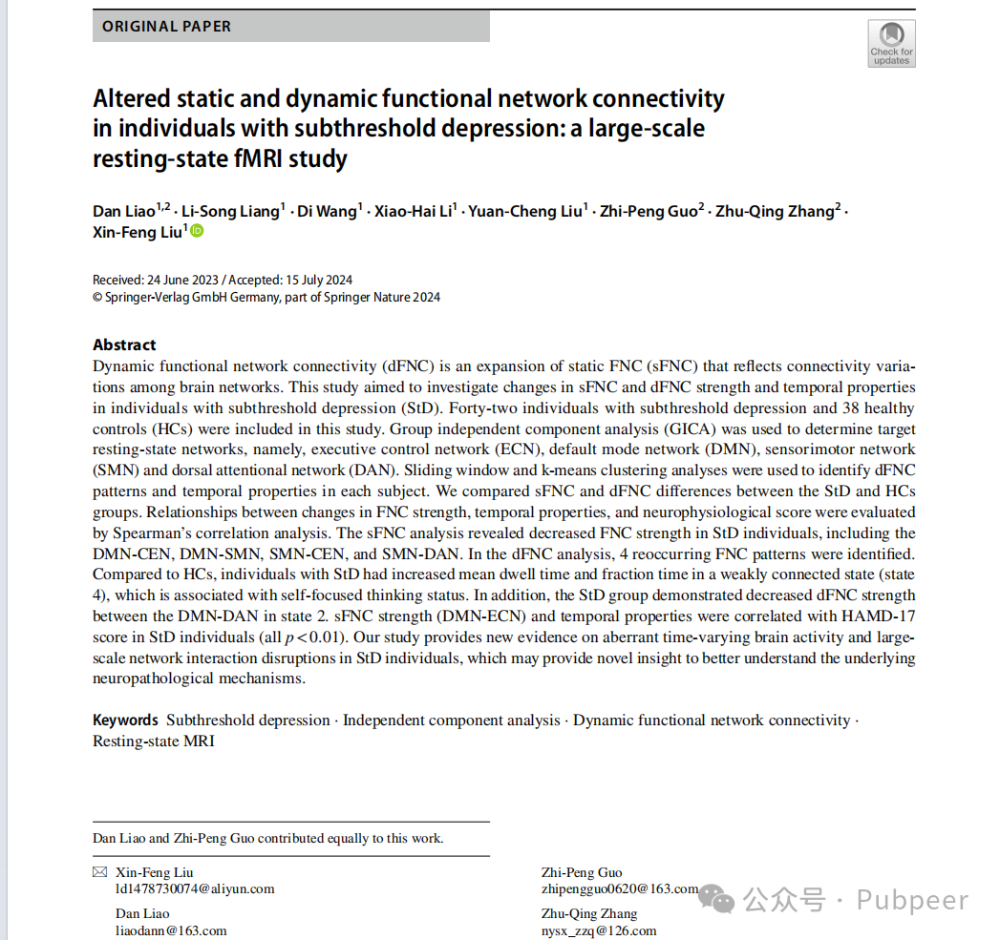 ORIGINAL PAPER
Check for
updates
Altered static and dynamic functional network connectivity
in individuals with subthreshold depression: a large-scale
resting-state fMRI study
Dan Liao1,2 · Li-Song Liang1 · Di Wang1 · Xiao-Hai Li1 · Yuan-Cheng Liu1 · Zhi-Peng Guo2 · Zhu-Qing Zhang2 ·
Xin-Feng Liu1 iD
Received: 24 June 2023 / Accepted: 15 July 2024
© Springer-Verlag GmbH Germany, part of Springer Nature 2024
Abstract
Dynamic functional network connectivity (dFNC) is an expansion of static FNC (sFNC) that reflects connectivity varia-
tions among brain networks. This study aimed to investigate changes in sFNC and dFNC strength and temporal properties
in individuals with subthreshold depression (StD). Forty-two individuals with subthreshold depression and 38 healthy
controls (HCs) were included in this study. Group independent component analysis (GICA) was used to determine target
resting-state networks, namely, executive control network (ECN), default mode network (DMN), sensorimotor network
(SMN) and dorsal attentional network (DAN). Sliding window and k-means clustering analyses were used to identify dFNC
patterns and temporal properties in each subject. We compared sFNC and dFNC differences between the StD and HCs
groups. Relationships between changes in FNC strength, temporal properties, and neurophysiological score were evaluated
by Spearman's correlation analysis. The sFNC analysis revealed decreased FNC strength in StD individuals, including the
DMN-CEN, DMN-SMN, SMN-CEN, and SMN-DAN. In the dFNC analysis, 4 reoccurring FNC patterns were identified.
Compared to HCs, individuals with StD had increased mean dwell time and fraction time in a weakly connected state (state
4), which is associated with self-focused thinking status. In addition, the StD group demonstrated decreased dFNC strength
between the DMN-DAN in state 2. sFNC strength (DMN-ECN) and temporal properties were correlated with HAMD-17
score in StD individuals (all p < 0.01). Our study provides new evidence on aberrant time-varying brain activity and large-
scale network interaction disruptions in StD individuals, which may provide novel insight to better understand the underlying
neuropathological mechanisms.
Keywords Subthreshold depression · Independent component analysis · Dynamic functional network connectivity ·
Resting-state MRI
Dan Liao and Zhi-Peng Guo contributed equally to this work.
Xin-Feng Liu
ld1478730074@aliyun.com
Dan Liao
liaodann@163.com
Zhi-Peng Guo
zhipengguo0620@163.com
Zhu-Qing Zhang
nysx_zzq@126.com
公众号 · Pubpeer